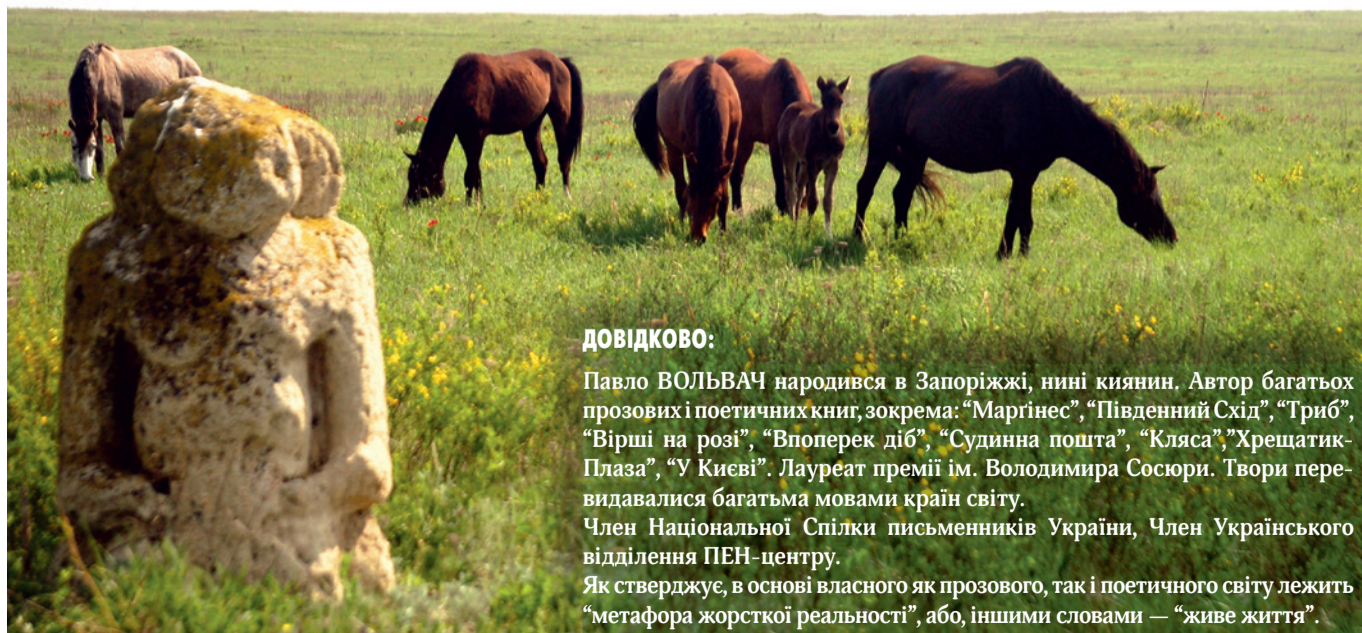 ДОВІДКОВО:
Павло ВОЛЬВАЧ народився в Запоріжжі, нині киянин. Автор багатьох
прозових і поетичних книг, зокрема: “Марґінес”, “Південний Схід”, “Триб”,
“Вірші на розі”, “Впоперек діб”, “Судинна пошта”, “Кляса”,”Хрещатик-
Плаза”, “У Києві”. Лауреат премії ім. Володимира Сосюри. Твори пере-
видавалися багатьма мовами країн світу.
Член Національної Спілки письменників України, Член Українського
відділення ПЕН-центру.
Як стверджує, в основі власного як прозового, так і поетичного світу лежить
“метафора жорсткої реальності”, або, іншими словами — “живе життя”.